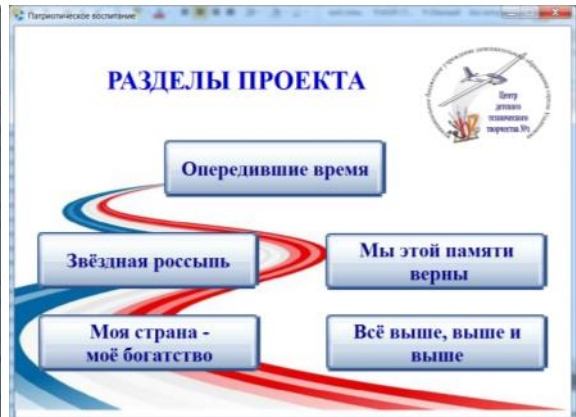 Патриотическое воспитание
РАЗДЕЛЫ ПРОЕКТА
Центр
детского
технического
творчества №1
Опередившие время
Звёздная россыпь
Мы этой памяти
верны
Моя страна -
моё богатство
Всё выше, выше и
выше